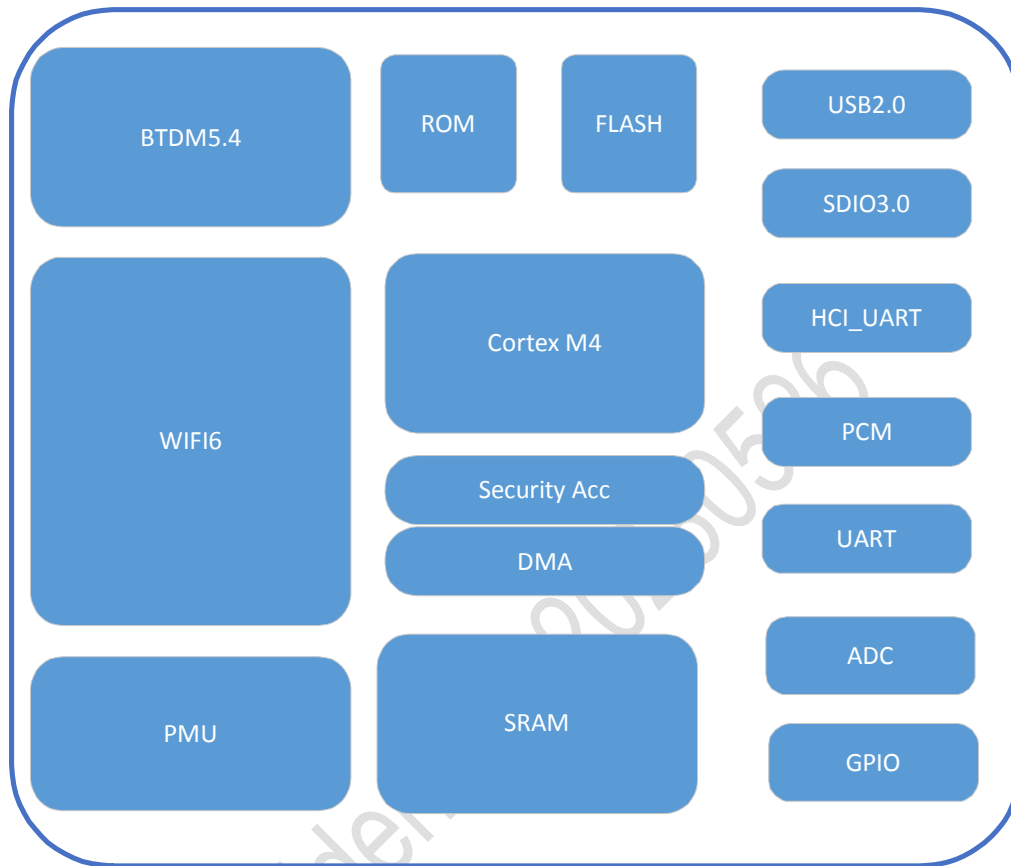 BTDM5.4
ROM
FLASH
USB2.0
SDIO3.0
WIFI6
Cortex M4
HCI_UART
PCM
Security Acc
DMA
UART
PMU
SRAM
ADC
GPIO